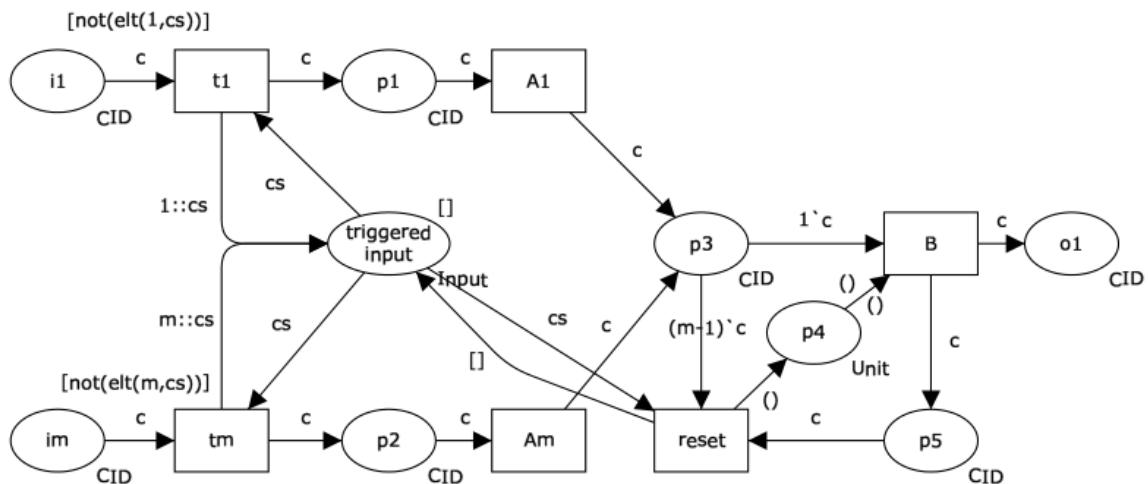 [not(elt(1,cs))]
c
c
c
i1
t1
p1
A1
CID
CID
c
cs
1::cs
[]
1`c
c
triggered
input
p3
B
o1
Input
CID
CID
()
()
m::cs
cs
cs
c
(m-1)`c
p4
c
[]
Unit
[not(elt(m,cs))]
()
c
c
c
c
im
tm
p2
Am
reset
p5
CID
CID
CID